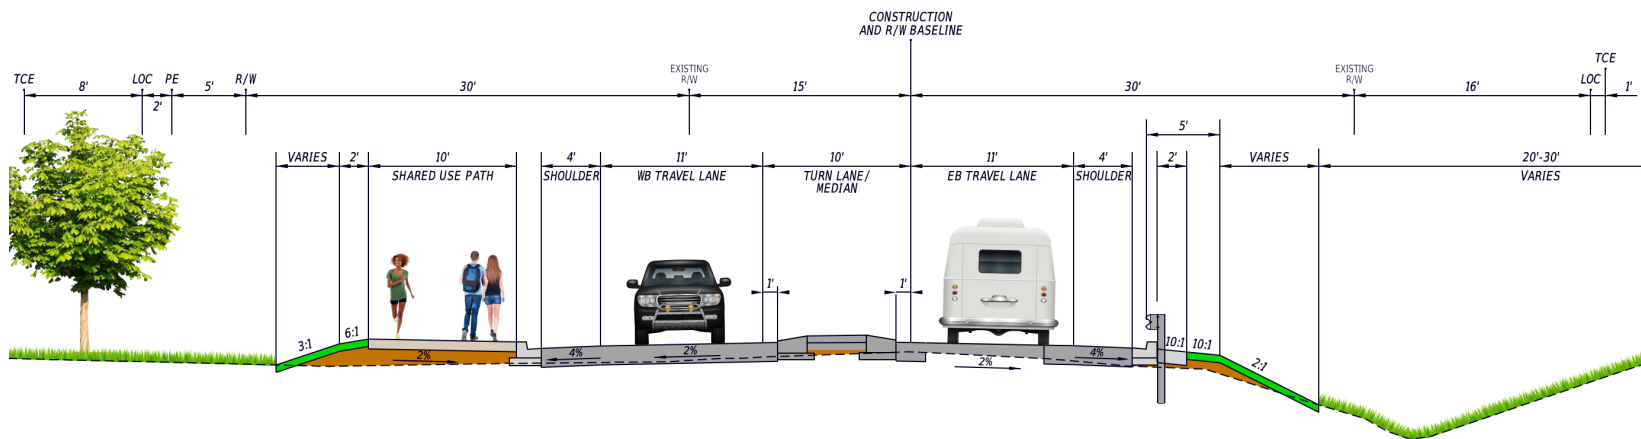 CONSTRUCTION
AND R/W BASELINE
TCE
8'
LOC
2'
PE
5'
R/W
30'
EXISTING
R/W
15'
30'
EXISTING
R/W
16'
LOC
TCE
1'
5'
VARIES
2'
10'
SHARED USE PATH
4'
SHOULDER
11'
WB TRAVEL LANE
10'
TURN LANE/
MEDIAN
11'
EB TRAVEL LANE
4'
SHOULDER
2'
VARIES
20'-30'
VARIES
1'
1'
3:1
6:1
2%
4%
2%
2%
4%
10:1
10:1
2:1